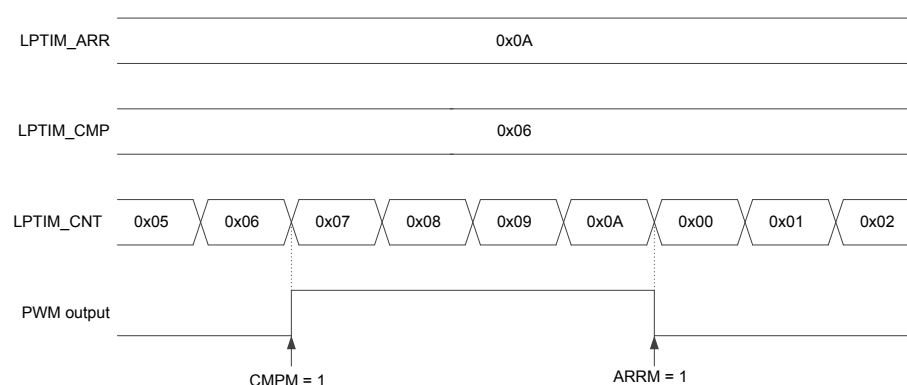 LPTIM_ARR 0x0A
LPTIM_CMP 0x06
LPTIM_CNT 0x05 0x06 0x07 0x08 0x09 0x0A 0x00 0x01 0x02
PWM output
CMPM = 1 ARRM = 1